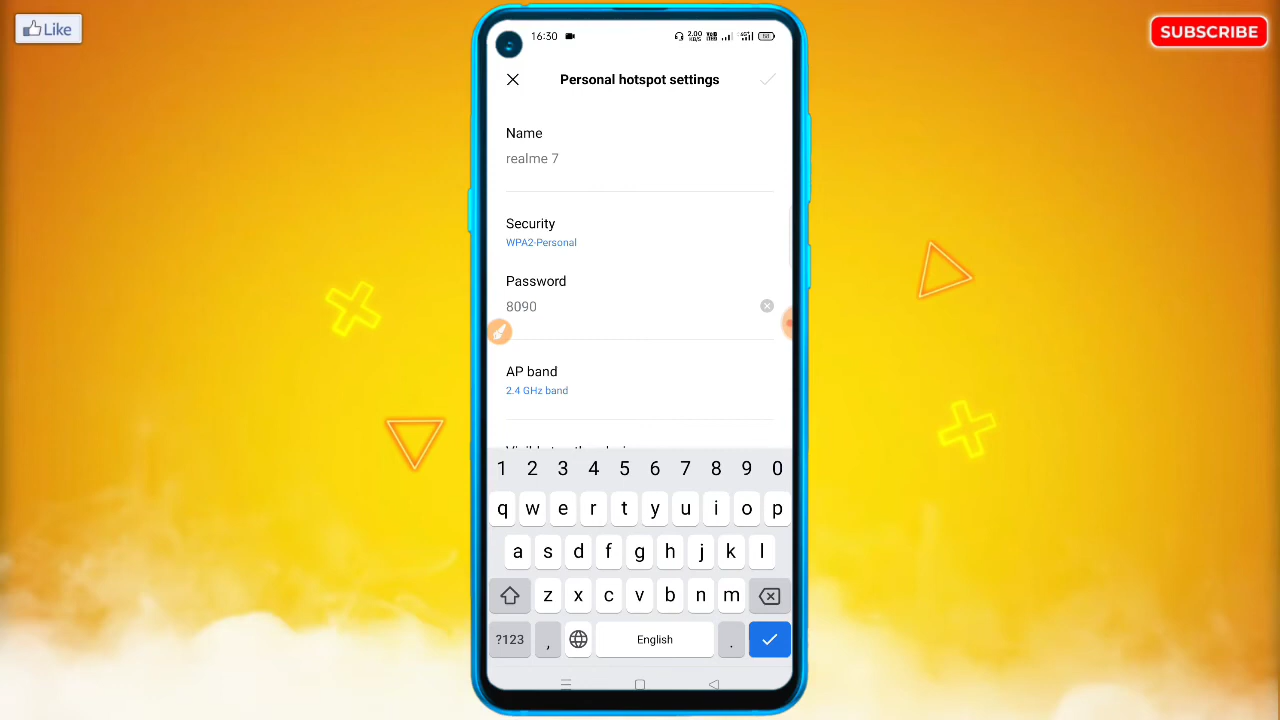 Like
SUBSCRIBE
16:30
Personal hotspot settings
Name
realme 7
Security
WPA2-Personal
Password
8090
AP band
2.4 GHz band
1 2 3 4 5 6 7 8 9 0
q w e r t y u i o p
a s d f g h j k l
z x c v b n m
?123 , English .